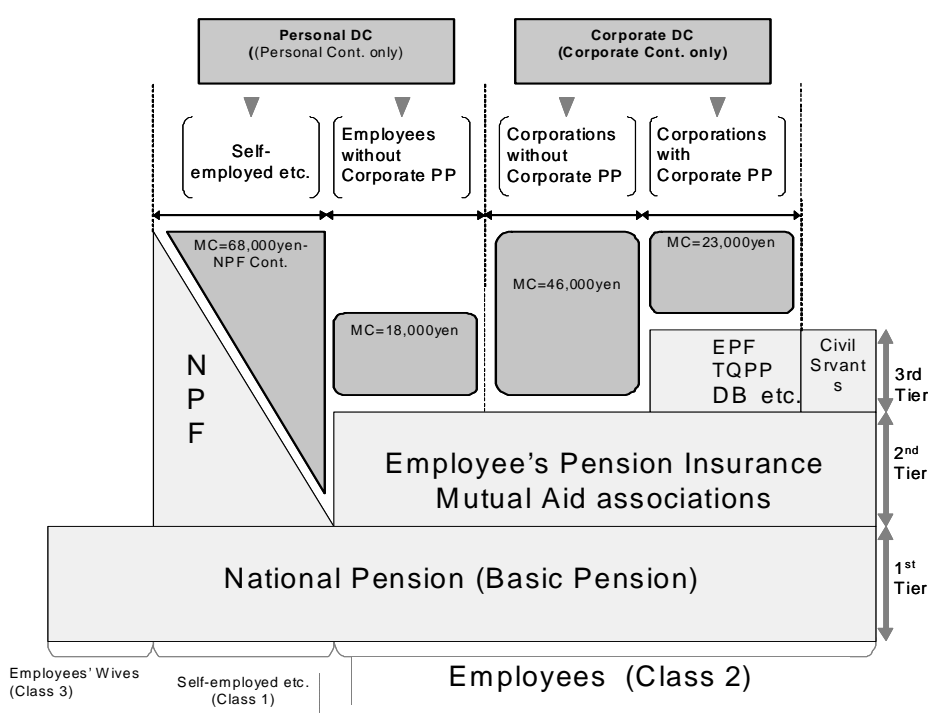 Personal DC
((Personal Cont. only)
Corporate DC
(Corporate Cont. only)
Self-
employed etc.
Employees
without
Corporate PP
Corporations
without
Corporate PP
Corporations
with
Corporate PP
MC=68,000yen-
NPF Cont.
MC=18,000yen
MC=46,000yen
MC=23,000yen
N
P
F
EPF
TQPP
DB etc.
Civil
Srvant
s
3rd
Tier
Employee’s Pension Insurance
Mutual Aid associations
2nd
Tier
National Pension (Basic Pension)
1st
Tier
Employees’ Wives
(Class 3)
Self-employed etc.
(Class 1)
Employees (Class 2)